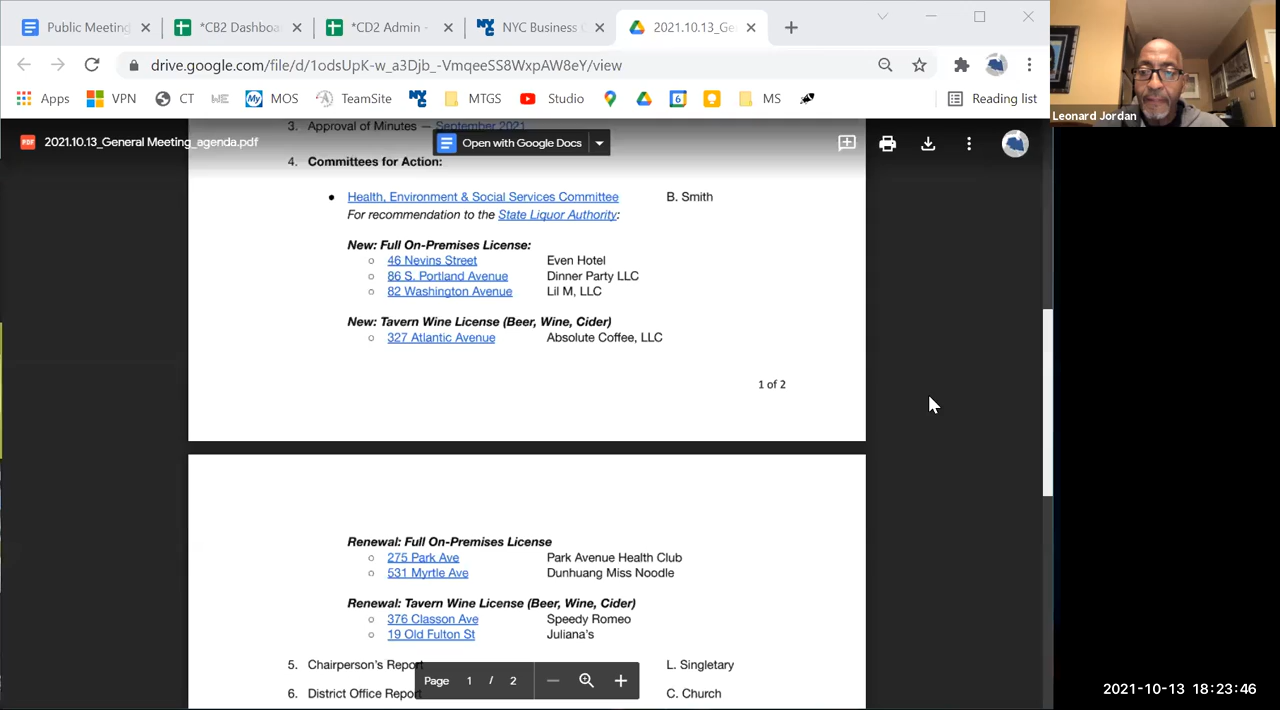 Public Meeting
*CB2 Dashboa
*CD2 Admin -
NYC Business
2021.10.13_Ge
drive.google.com/file/d/1odsUpK-w_a3Djb_-VmqeeSS8WxpAW8eY/view
Apps
VPN
CT
WE
MOS
TeamSite
NYC
MTGS
Studio
6
MS
Reading list
Leonard Jordan
3. Approval of Minutes — September 2021
PDF
2021.10.13_General Meeting_agenda.pdf
Open with Google Docs
4. Committees for Action:
• Health, Environment & Social Services Committee B. Smith
For recommendation to the State Liquor Authority:
New: Full On-Premises License:
○ 46 Nevins Street Even Hotel
○ 86 S. Portland Avenue Dinner Party LLC
○ 82 Washington Avenue Lil M, LLC
New: Tavern Wine License (Beer, Wine, Cider)
○ 327 Atlantic Avenue Absolute Coffee, LLC
1 of 2
Renewal: Full On-Premises License
○ 275 Park Ave Park Avenue Health Club
○ 531 Myrtle Ave Dunhuang Miss Noodle
Renewal: Tavern Wine License (Beer, Wine, Cider)
○ 376 Classon Ave Speedy Romeo
○ 19 Old Fulton St Juliana's
5. Chairperson's Report L. Singletary
Page 1 / 2
6. District Office Report C. Church
2021-10-13 18:23:46